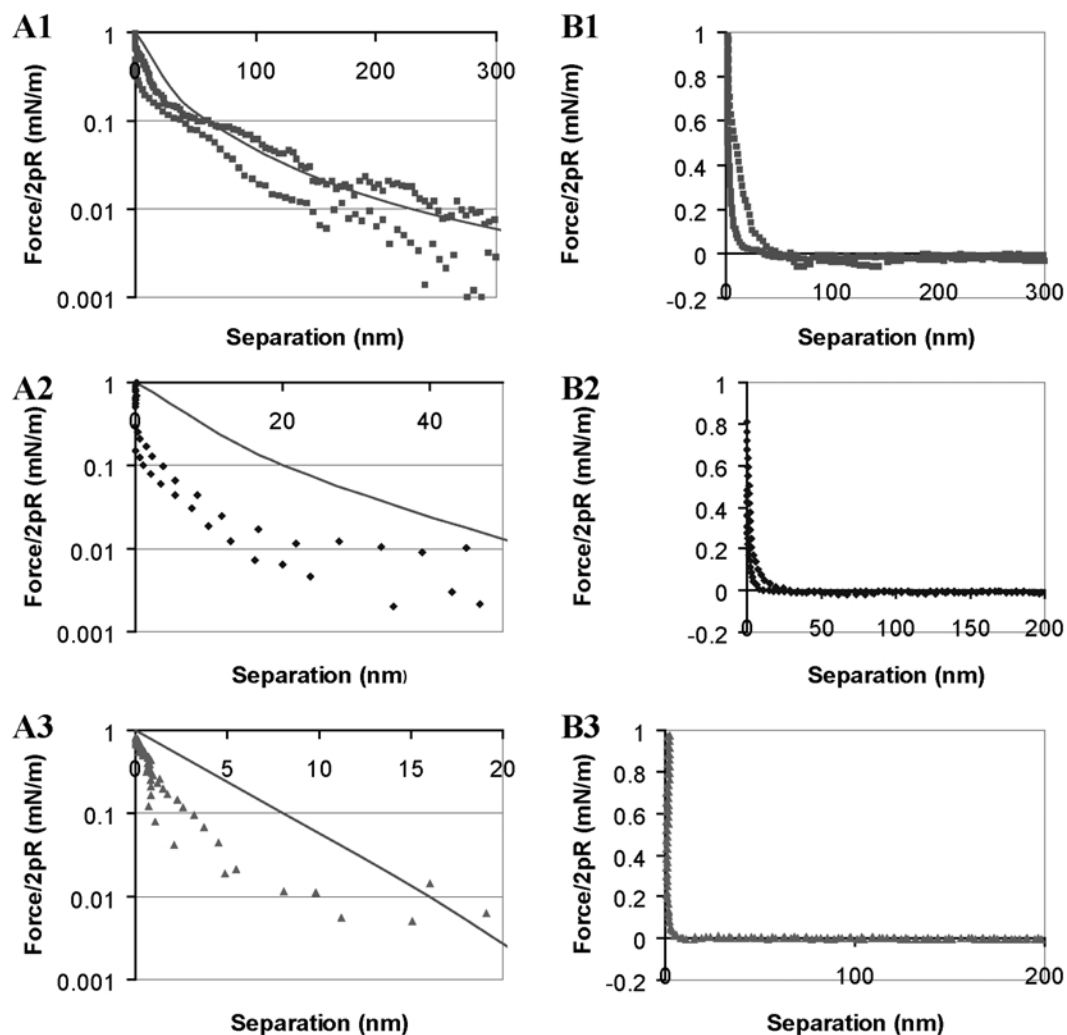 A1
Force/2pR (mN/m)
1
0.1
0.01
0.001
0 100 200 300
Separation (nm)
B1
Force/2pR (mN/m)
1
0.8
0.6
0.4
0.2
0
-0.2
0 100 200 300
Separation (nm)
A2
Force/2pR (mN/m)
1
0.1
0.01
0.001
0 20 40
Separation (nm)
B2
Force/2pR (mN/m)
1
0.8
0.6
0.4
0.2
0
-0.2
0 50 100 150 200
Separation (nm)
A3
Force/2pR (mN/m)
1
0.1
0.01
0.001
0 5 10 15 20
Separation (nm)
B3
Force/2pR (mN/m)
1
0.8
0.6
0.4
0.2
0
-0.2
0 100 200
Separation (nm)